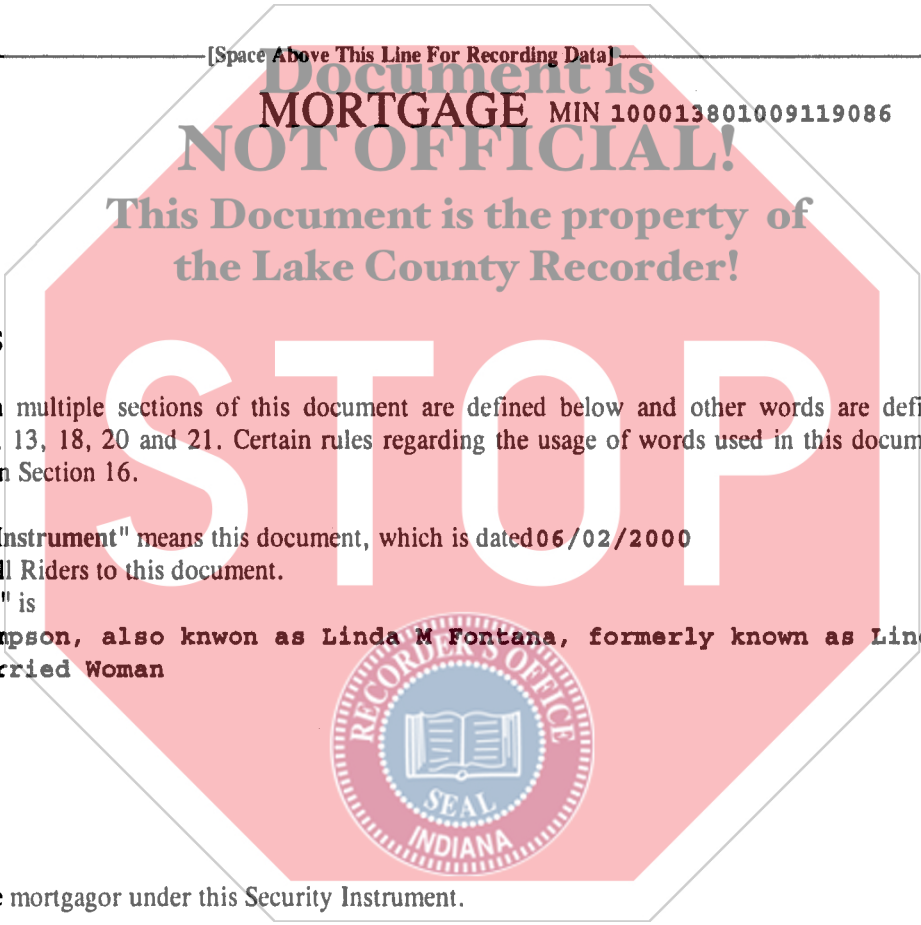 [Space Above This Line For Recording Data]
Document is
MORTGAGE MIN 100013801009119086
NOT OFFICIAL!
This Document is the property of
the Lake County Recorder!
STOP
multiple sections of this document are defined below and other words are defi
13, 18, 20 and 21. Certain rules regarding the usage of words used in this docum
Section 16.
Instrument" means this document, which is dated 06/02/2000
ll Riders to this document.
" is
mpson, also knwon as Linda M Fontana, formerly known as Lin
rried Woman
RECORDER'S OFFICE
SEAL
INDIANA
mortgagor under this Security Instrument.